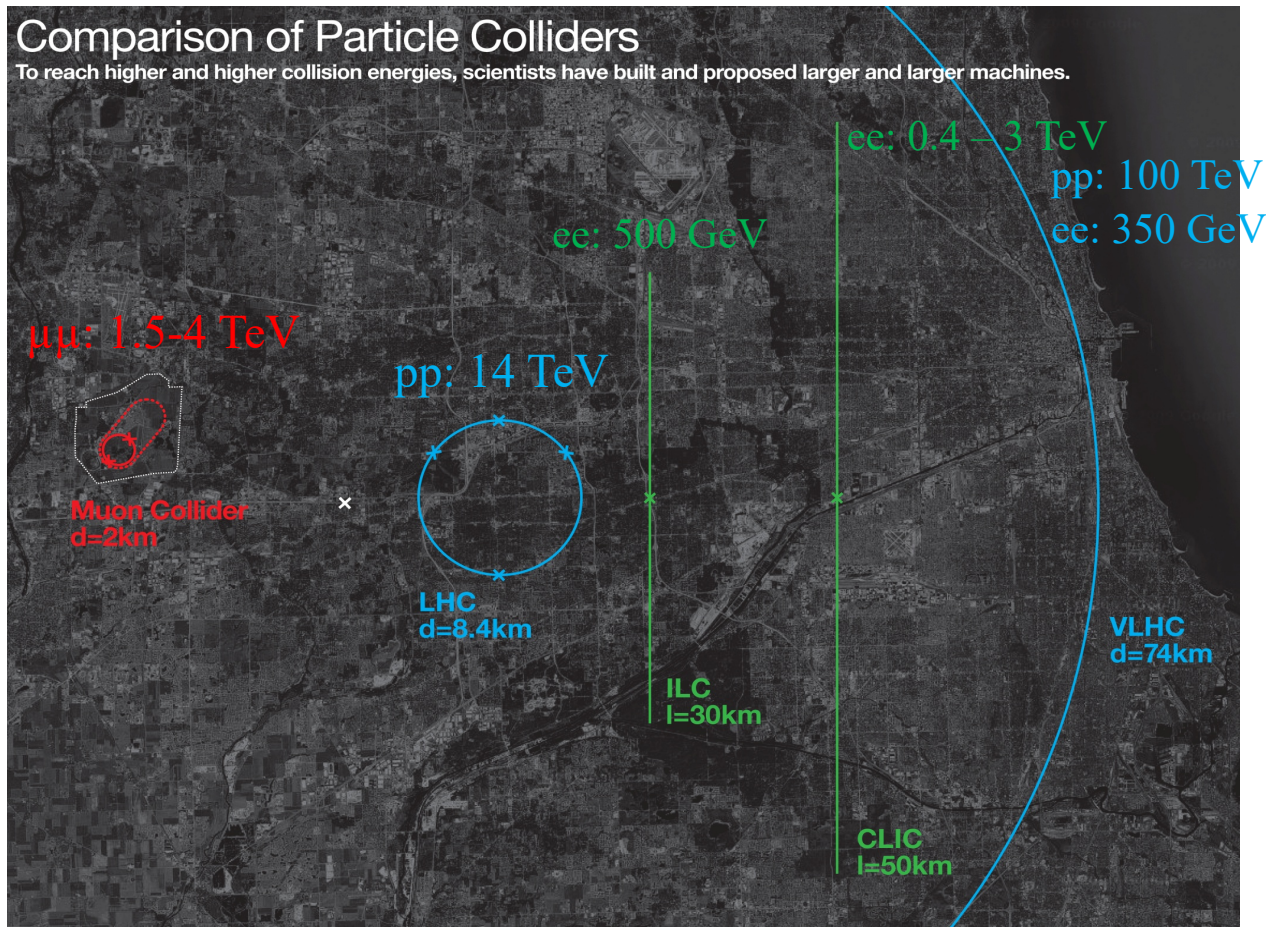 Comparison of Particle Colliders
To reach higher and higher collision energies, scientists have built and proposed larger and larger machines.
ee: 0.4 – 3 TeV
pp: 100 TeV
ee: 350 GeV
ee: 500 GeV
µµ: 1.5-4 TeV
pp: 14 TeV
Muon Collider
d=2km
LHC
d=8.4km
VLHC
d=74km
ILC
l=30km
CLIC
l=50km